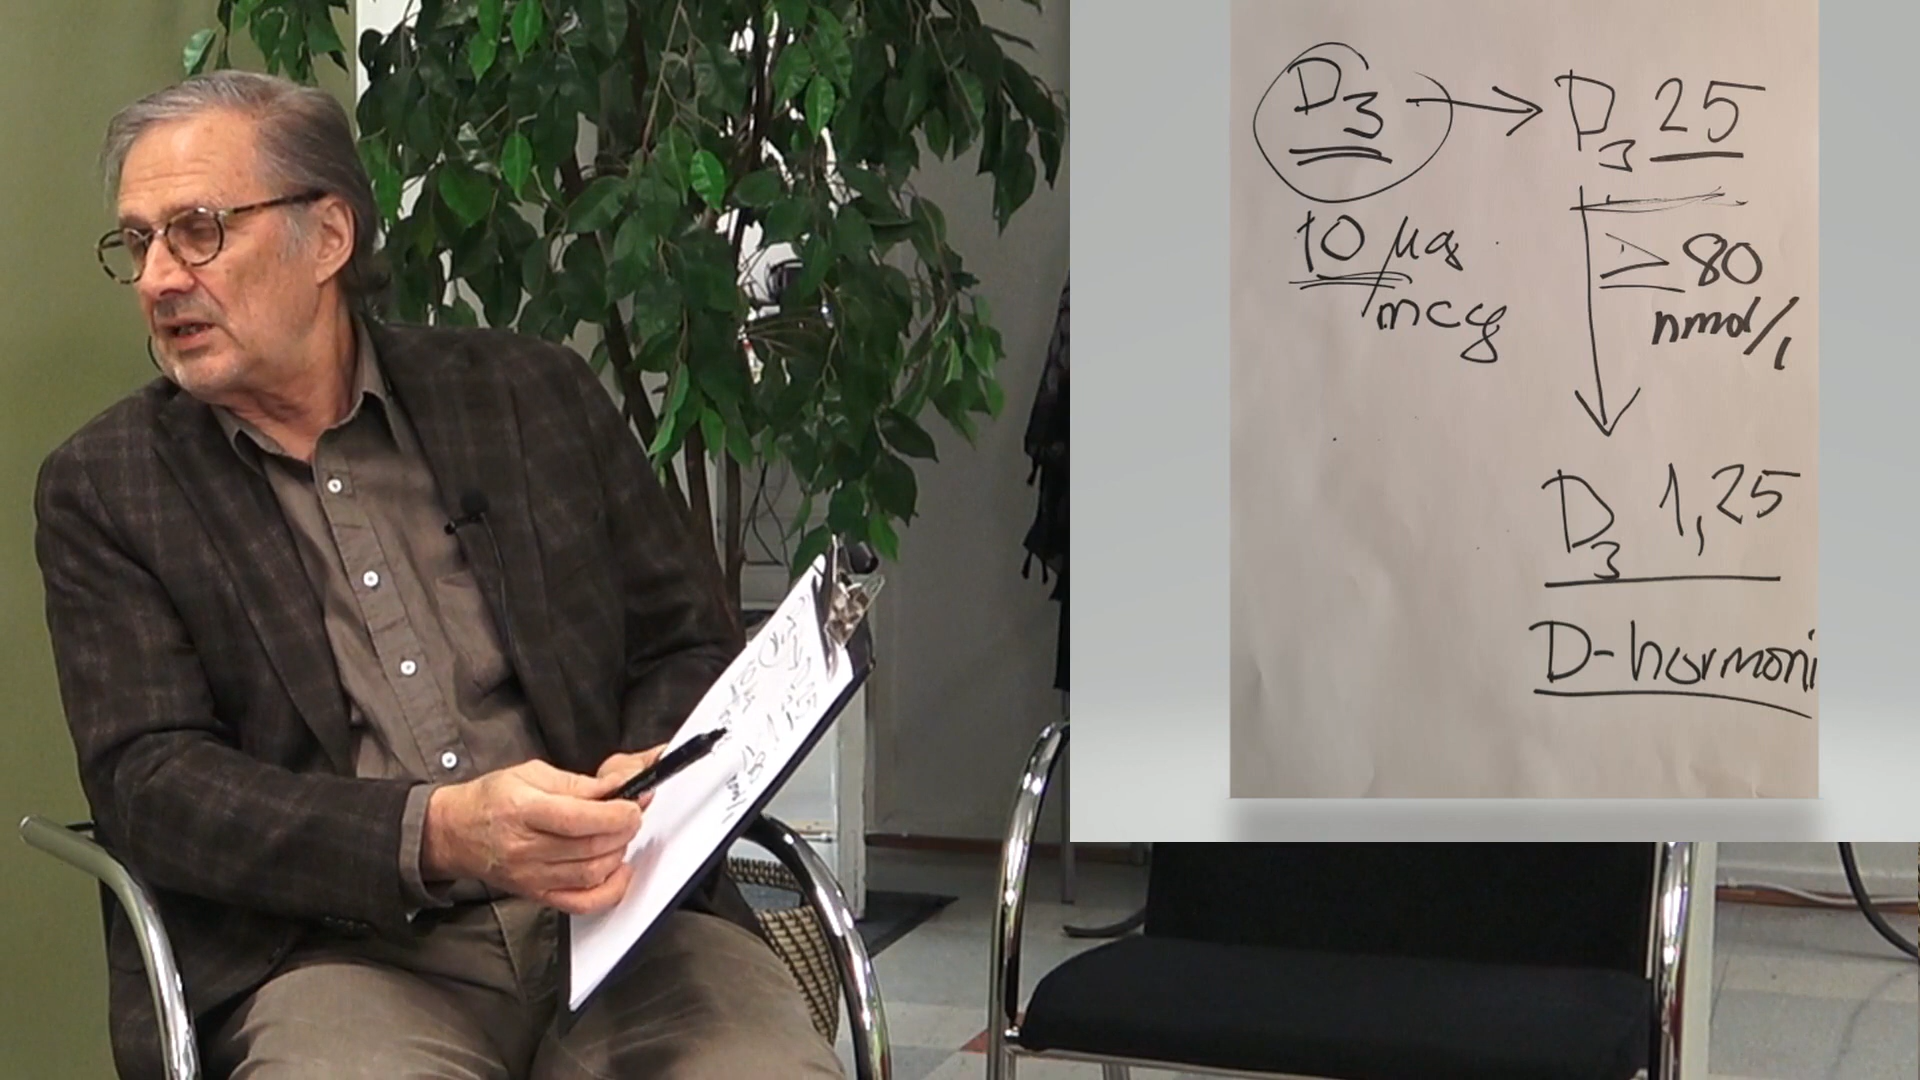 D3 → D3 25
10 µg
/mcg
≥ 80
nmol/l
D3 1,25
D-hormoni